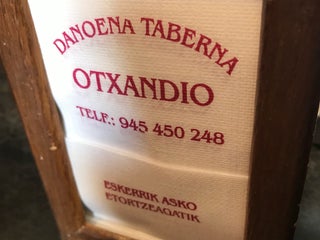 DANOENA TABERNA
OTXANDIO
TELF.: 945 450 248
ESKERRIK ASKO
ETORTZEAGATIK